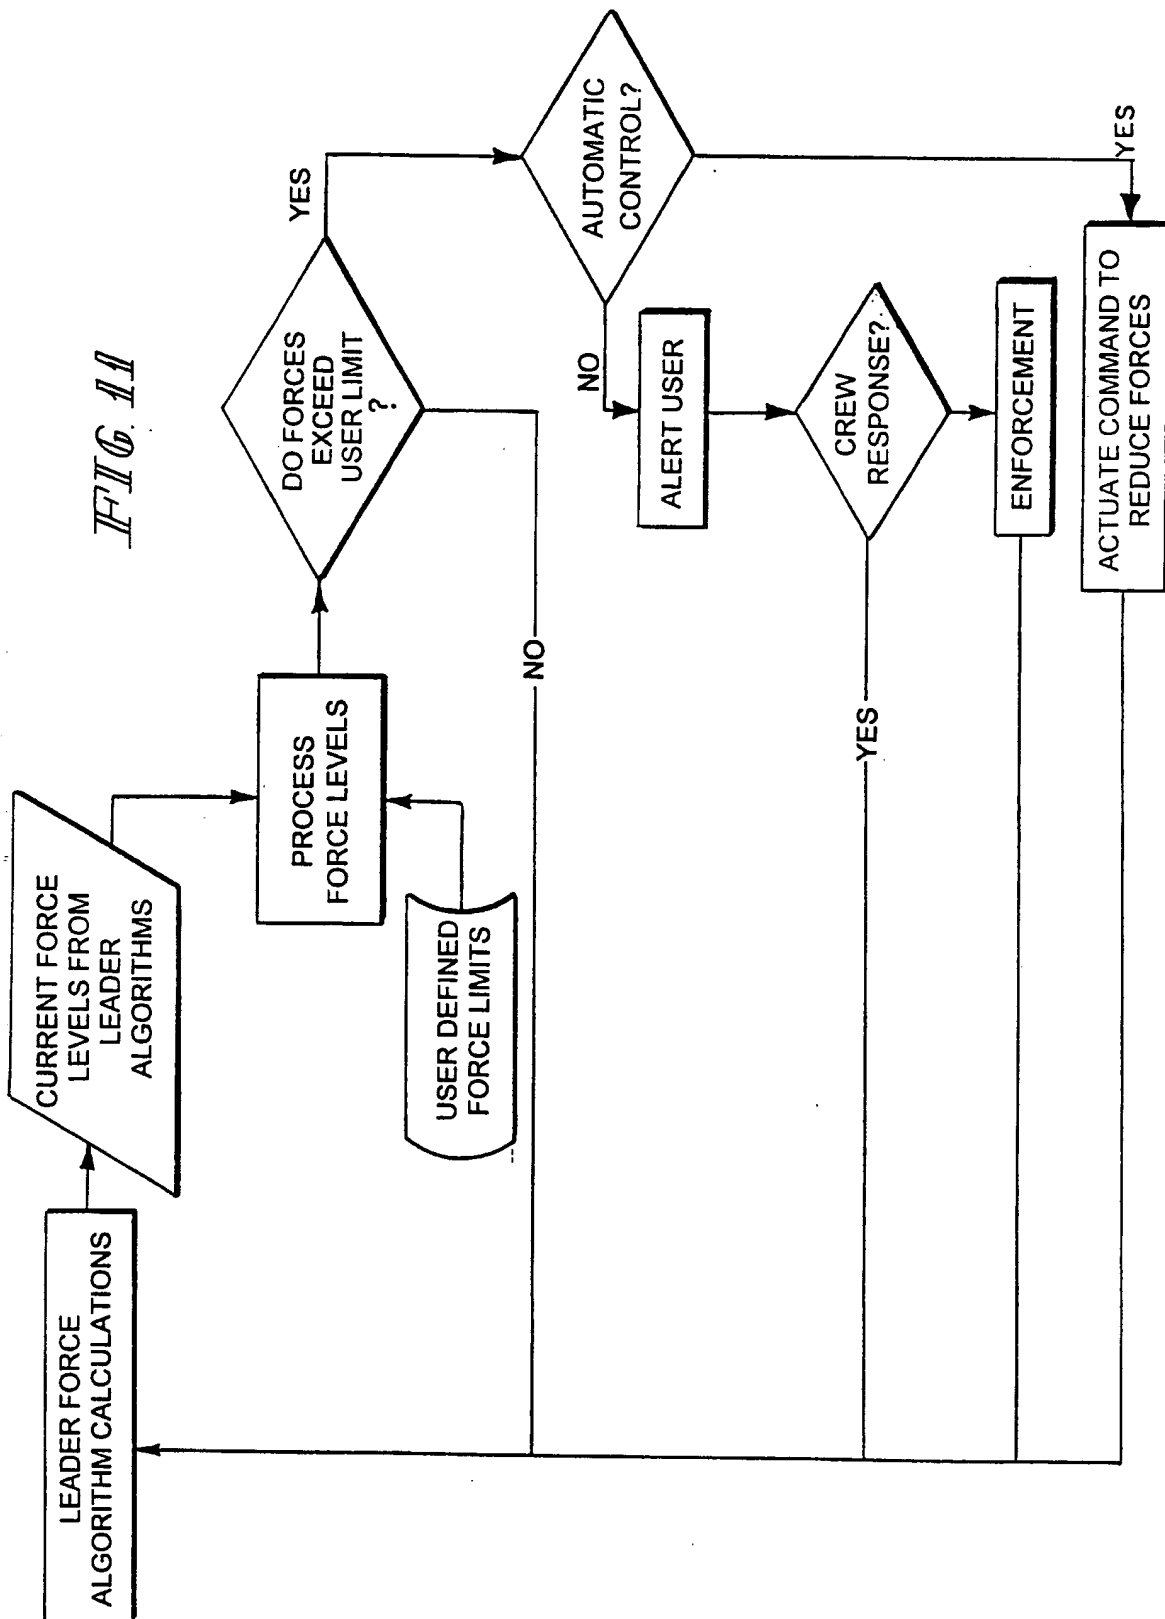 FIG. 11
LEADER FORCE
ALGORITHM CALCULATIONS
CURRENT FORCE
LEVELS FROM
LEADER
ALGORITHMS
PROCESS
FORCE LEVELS
USER DEFINED
FORCE LIMITS
DO FORCES
EXCEED
USER LIMIT
?
YES
NO
AUTOMATIC
CONTROL?
NO
ALERT USER
CREW
RESPONSE?
YES
ENFORCEMENT
YES
ACTUATE COMMAND TO
REDUCE FORCES